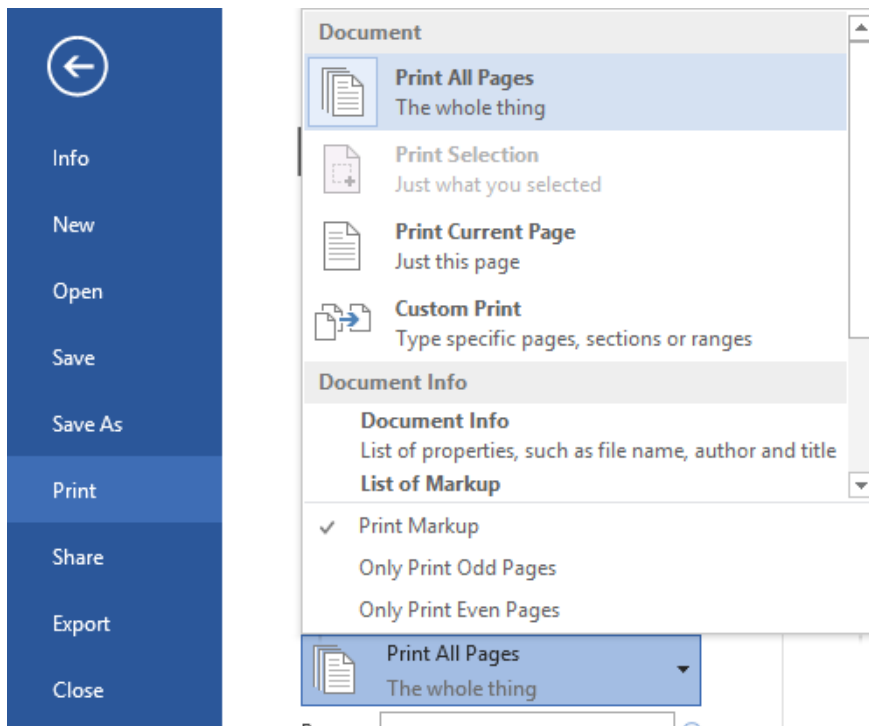 Info
New
Open
Save
Save As
Print
Share
Export
Close
Document
Print All Pages
The whole thing
Print Selection
Just what you selected
Print Current Page
Just this page
Custom Print
Type specific pages, sections or ranges
Document Info
Document Info
List of properties, such as file name, author and title
List of Markup
Print Markup
Only Print Odd Pages
Only Print Even Pages
Print All Pages
The whole thing